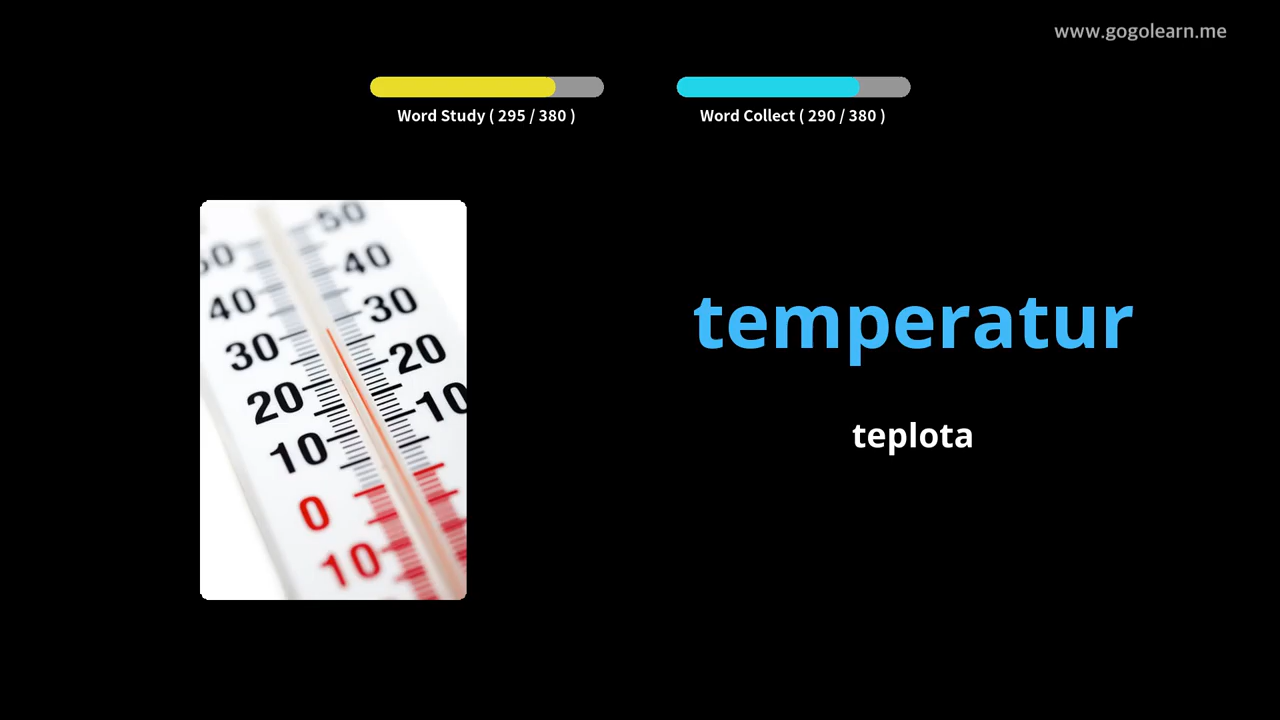 www.gogolearn.me
Word Study ( 295 / 380 )
Word Collect ( 290 / 380 )
50
50
40
40
30
30
20
20
10
10
0
10
temperatur
teplota